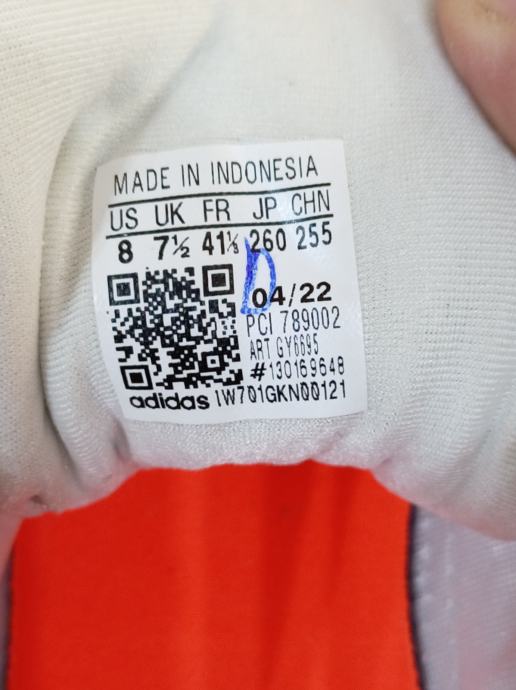 MADE IN INDONESIA
US UK FR JP CHN
8 7½ 41⅓ 260 255
D
04/22
PCI 789002
ART GY6695
#130169648
adidas 1W701GKN00121